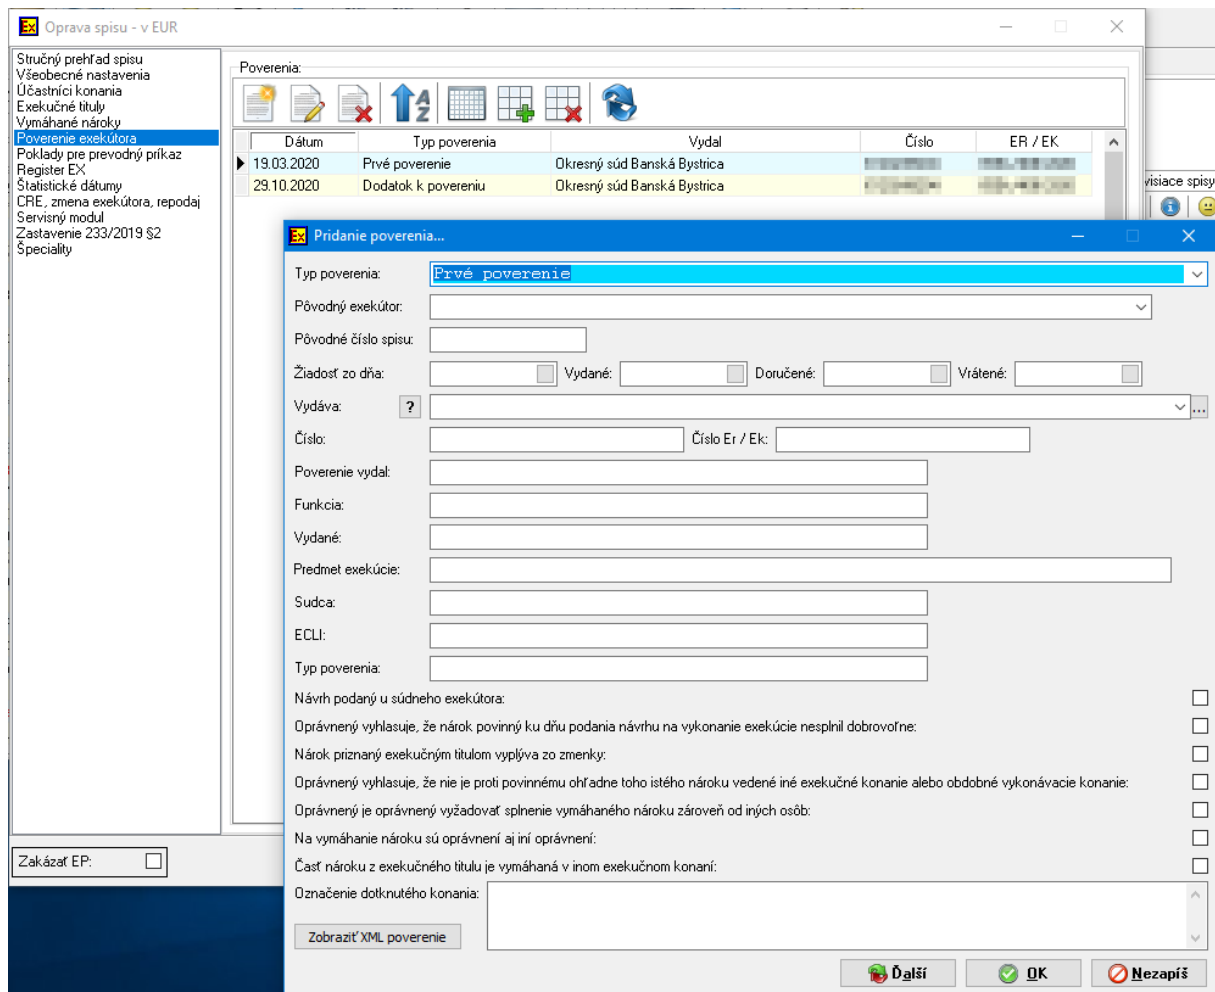 Ex Oprava spisu - v EUR
Stručný prehľad spisu
Všeobecné nastavenia
Účastníci konania
Exekučné tituly
Vymáhané nároky
Poverenie exekútora
Poklady pre prevodný príkaz
Register EX
Štatistické dátumy
CRE, zmena exekútora, repodaj
Servisný modul
Zastavenie 233/2019 §2
Špeciality
Zakázať EP:
Poverenia:
A
Z
Dátum Typ poverenia Vydal Číslo ER / EK
19.03.2020 Prvé poverenie Okresný súd Banská Bystrica
29.10.2020 Dodatok k povereniu Okresný súd Banská Bystrica
visiace spisy
Ex Pridanie poverenia...
Typ poverenia: Prvé poverenie
Pôvodný exekútor:
Pôvodné číslo spisu:
Žiadosť zo dňa: Vydané: Doručené: Vrátené:
Vydáva: ? ...
Číslo: Číslo Er / Ek:
Poverenie vydal:
Funkcia:
Vydané:
Predmet exekúcie:
Sudca:
ECLI:
Typ poverenia:
Návrh podaný u súdneho exekútora:
Oprávnený vyhlasuje, že nárok povinný ku dňu podania návrhu na vykonanie exekúcie nesplnil dobrovoľne:
Nárok priznaný exekučným titulom vyplýva zo zmenky:
Oprávnený vyhlasuje, že nie je proti povinnému ohľadne toho istého nároku vedené iné exekučné konanie alebo obdobné vykonávacie konanie:
Oprávnený je oprávnený vyžadovať splnenie vymáhaného nároku zároveň od iných osôb:
Na vymáhanie nároku sú oprávnení aj iní oprávnení:
Časť nároku z exekučného titulu je vymáhaná v inom exekučnom konaní:
Označenie dotknutého konania:
Zobraziť XML poverenie
Ďalší OK Nezapíš